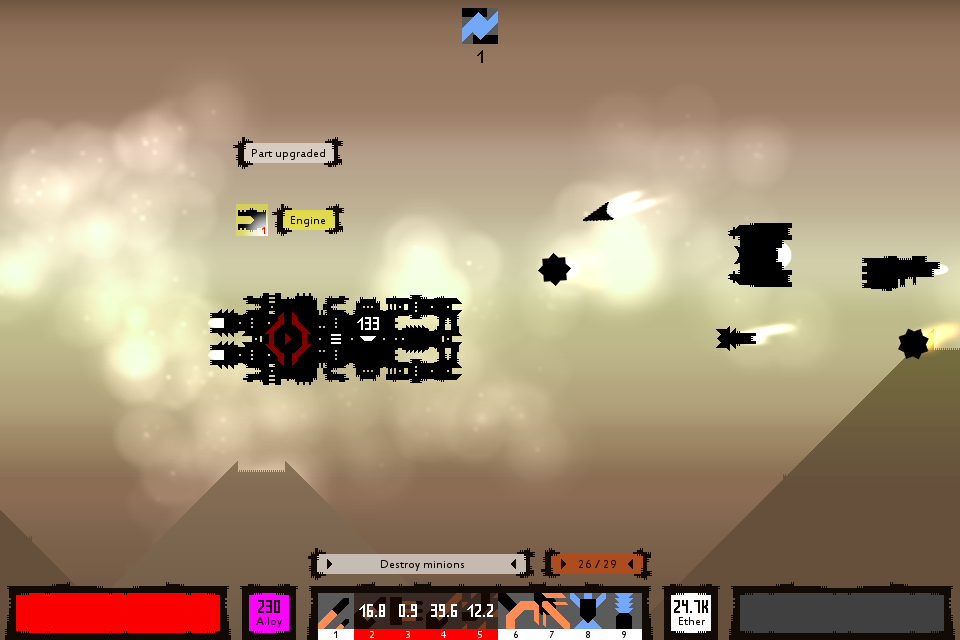 1
Part upgraded
1
Engine
133
Destroy minions
26 / 29
230
Alloy
16.8 0.9 39.6 12.2
1 2 3 4 5 6 7 8 9
24.7K
Ether